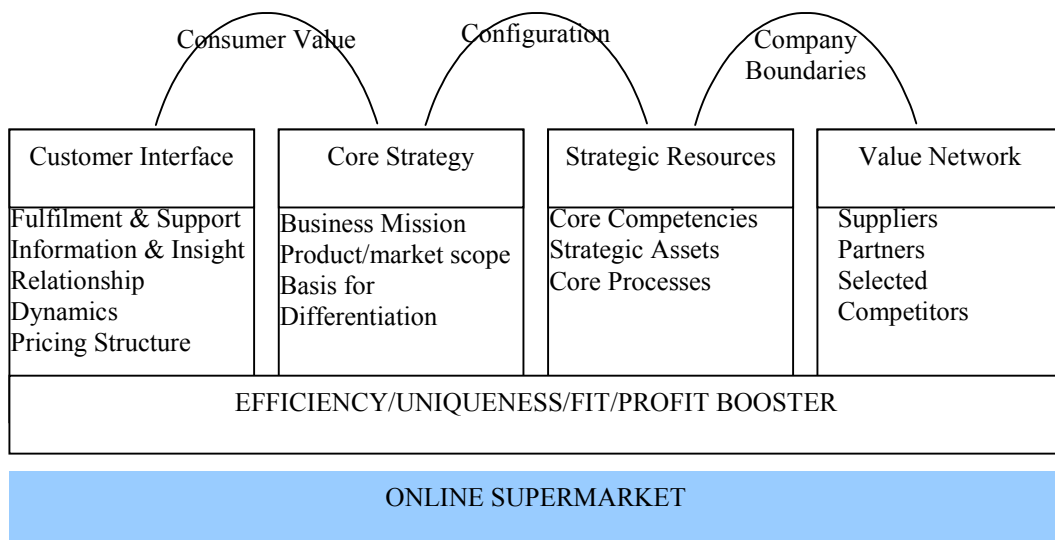 Consumer Value
Configuration
Company
Boundaries
Customer Interface
Core Strategy
Strategic Resources
Value Network
Fulfilment & Support
Information & Insight
Relationship
Dynamics
Pricing Structure
Business Mission
Product/market scope
Basis for
Differentiation
Core Competencies
Strategic Assets
Core Processes
Suppliers
Partners
Selected
Competitors
EFFICIENCY/UNIQUENESS/FIT/PROFIT BOOSTER
ONLINE SUPERMARKET